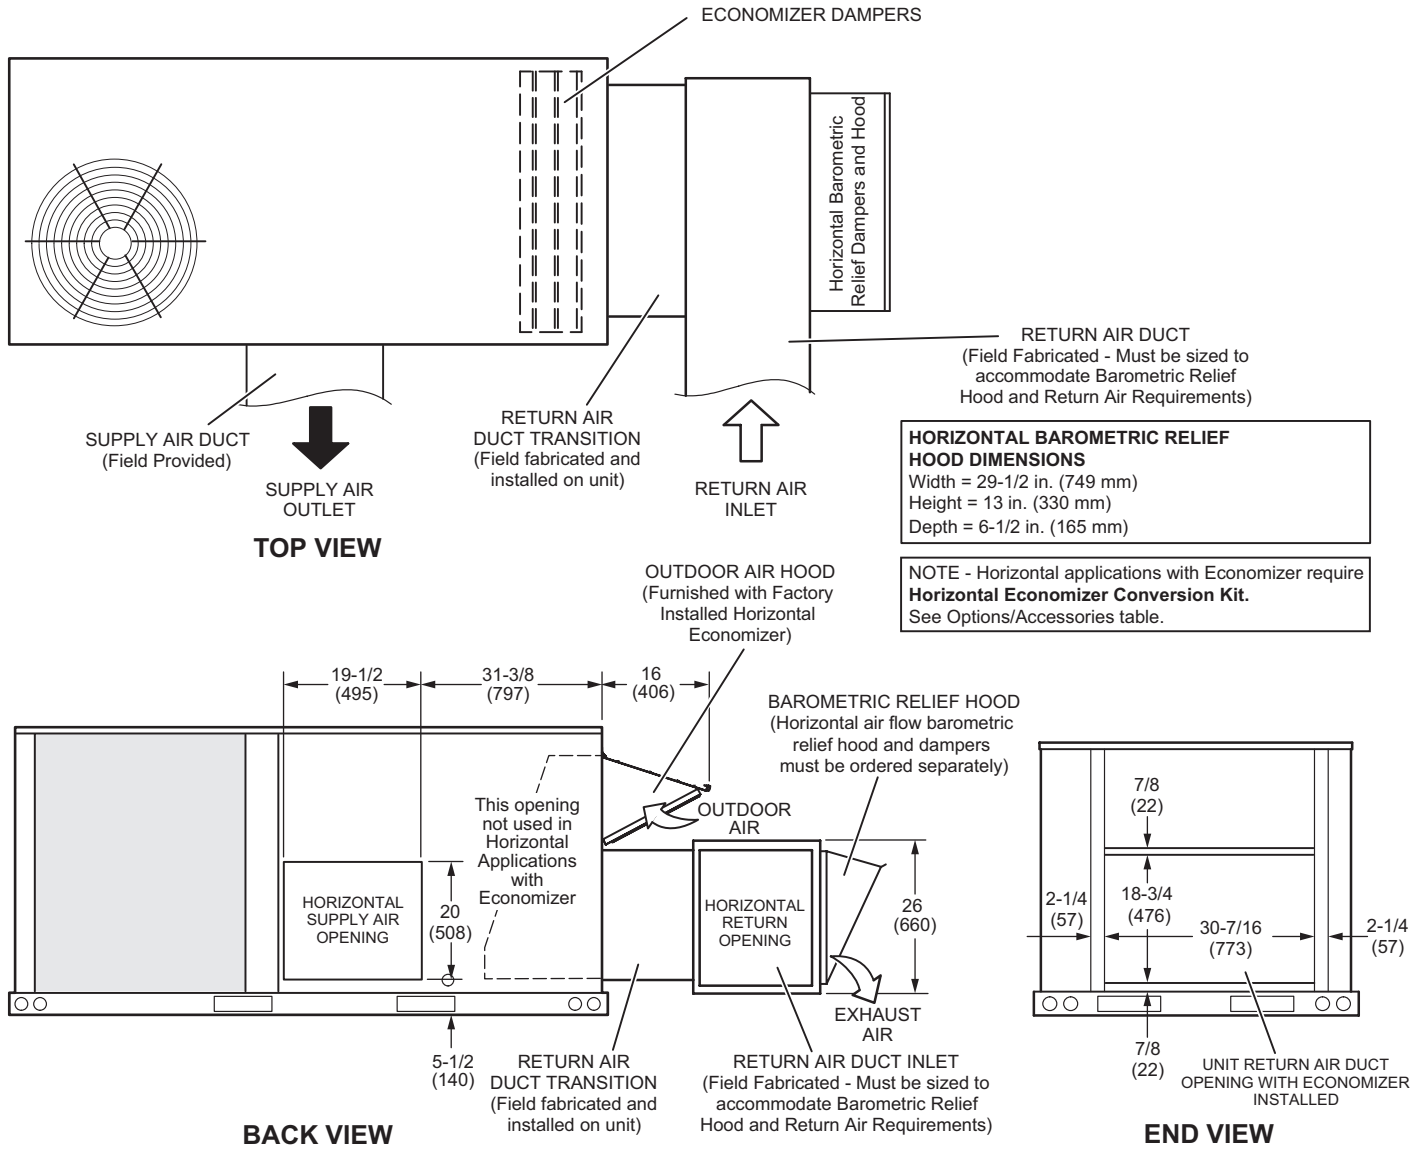 ECONOMIZER DAMPERS
Horizontal Barometric
Relief Dampers and Hood
RETURN AIR DUCT
(Field Fabricated - Must be sized to
accommodate Barometric Relief
Hood and Return Air Requirements)
SUPPLY AIR DUCT
(Field Provided)
SUPPLY AIR
OUTLET
RETURN AIR
DUCT TRANSITION
(Field fabricated and
installed on unit)
RETURN AIR
INLET
TOP VIEW
HORIZONTAL BAROMETRIC RELIEF
HOOD DIMENSIONS
Width = 29-1/2 in. (749 mm)
Height = 13 in. (330 mm)
Depth = 6-1/2 in. (165 mm)
NOTE - Horizontal applications with Economizer require
Horizontal Economizer Conversion Kit.
See Options/Accessories table.
OUTDOOR AIR HOOD
(Furnished with Factory
Installed Horizontal
Economizer)
19-1/2
(495)
31-3/8
(797)
16
(406)
BAROMETRIC RELIEF HOOD
(Horizontal air flow barometric
relief hood and dampers
must be ordered separately)
This opening
not used in
Horizontal
Applications
with
Economizer
OUTDOOR
AIR
HORIZONTAL
SUPPLY AIR
OPENING
20
(508)
HORIZONTAL
RETURN
OPENING
26
(660)
EXHAUST
AIR
5-1/2
(140)
RETURN AIR
DUCT TRANSITION
(Field fabricated and
installed on unit)
RETURN AIR DUCT INLET
(Field Fabricated - Must be sized to
accommodate Barometric Relief
Hood and Return Air Requirements)
BACK VIEW
7/8
(22)
18-3/4
(476)
2-1/4
(57)
30-7/16
(773)
2-1/4
(57)
7/8
(22)
UNIT RETURN AIR DUCT
OPENING WITH ECONOMIZER
INSTALLED
END VIEW